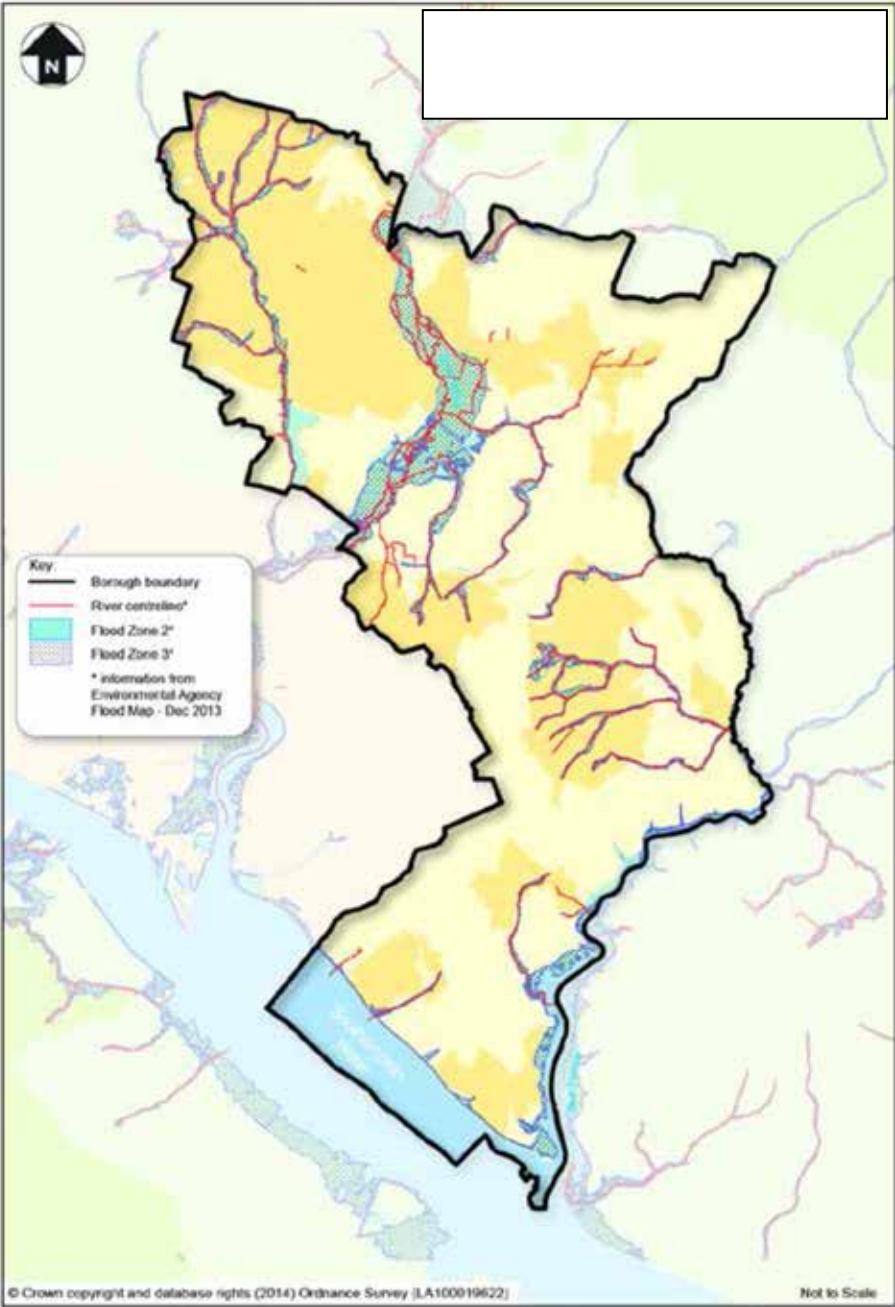 N
Key:
Borough boundary
River centreline*
Flood Zone 2*
Flood Zone 3*
* information from
Environmental Agency
Flood Map - Dec 2013
© Crown copyright and database rights (2014) Ordnance Survey (LA100019622)
Not to Scale